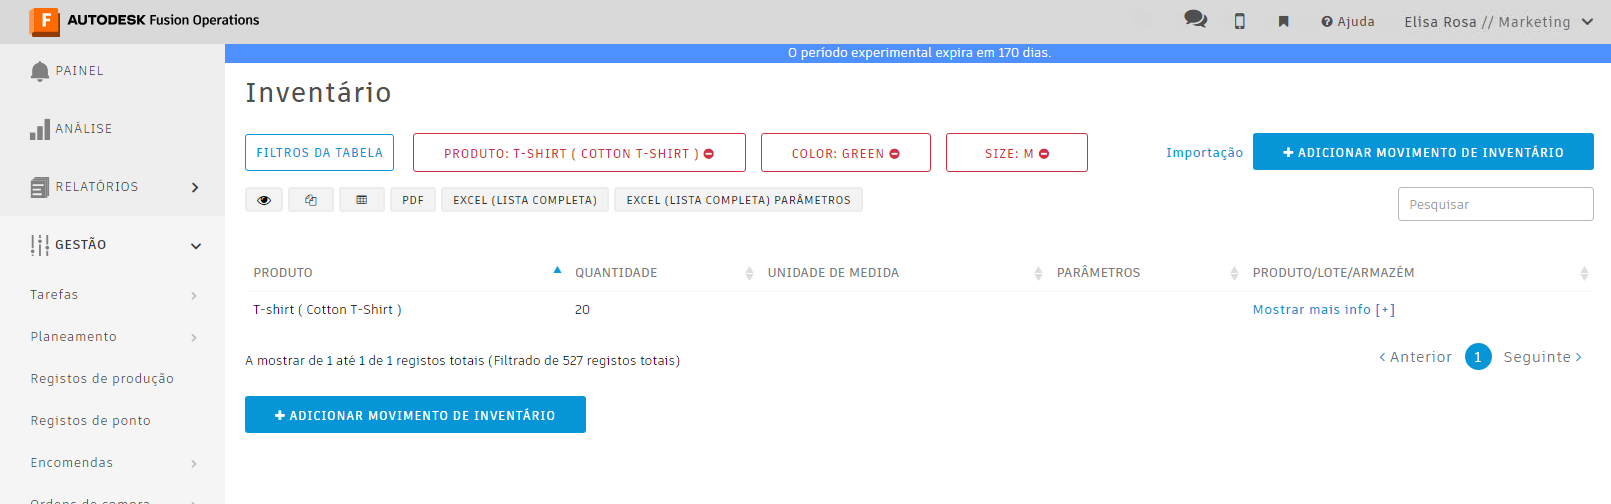 AUTODESK Fusion Operations
Ajuda
Elisa Rosa // Marketing
O período experimental expira em 170 dias.
PAINEL
ANÁLISE
RELATÓRIOS
GESTÃO
Tarefas
Planeamento
Registos de produção
Registos de ponto
Encomendas
Ordens de compra
Inventário
FILTROS DA TABELA
PRODUTO: T-SHIRT ( COTTON T-SHIRT )
COLOR: GREEN
SIZE: M
Importação
+ ADICIONAR MOVIMENTO DE INVENTÁRIO
PDF
EXCEL (LISTA COMPLETA)
EXCEL (LISTA COMPLETA) PARÂMETROS
Pesquisar
PRODUTO QUANTIDADE UNIDADE DE MEDIDA PARÂMETROS PRODUTO/LOTE/ARMAZÉM
T-shirt ( Cotton T-Shirt ) 20 Mostrar mais info [+]
A mostrar de 1 até 1 de 1 registos totais (Filtrado de 527 registos totais)
‹ Anterior 1 Seguinte ›
+ ADICIONAR MOVIMENTO DE INVENTÁRIO